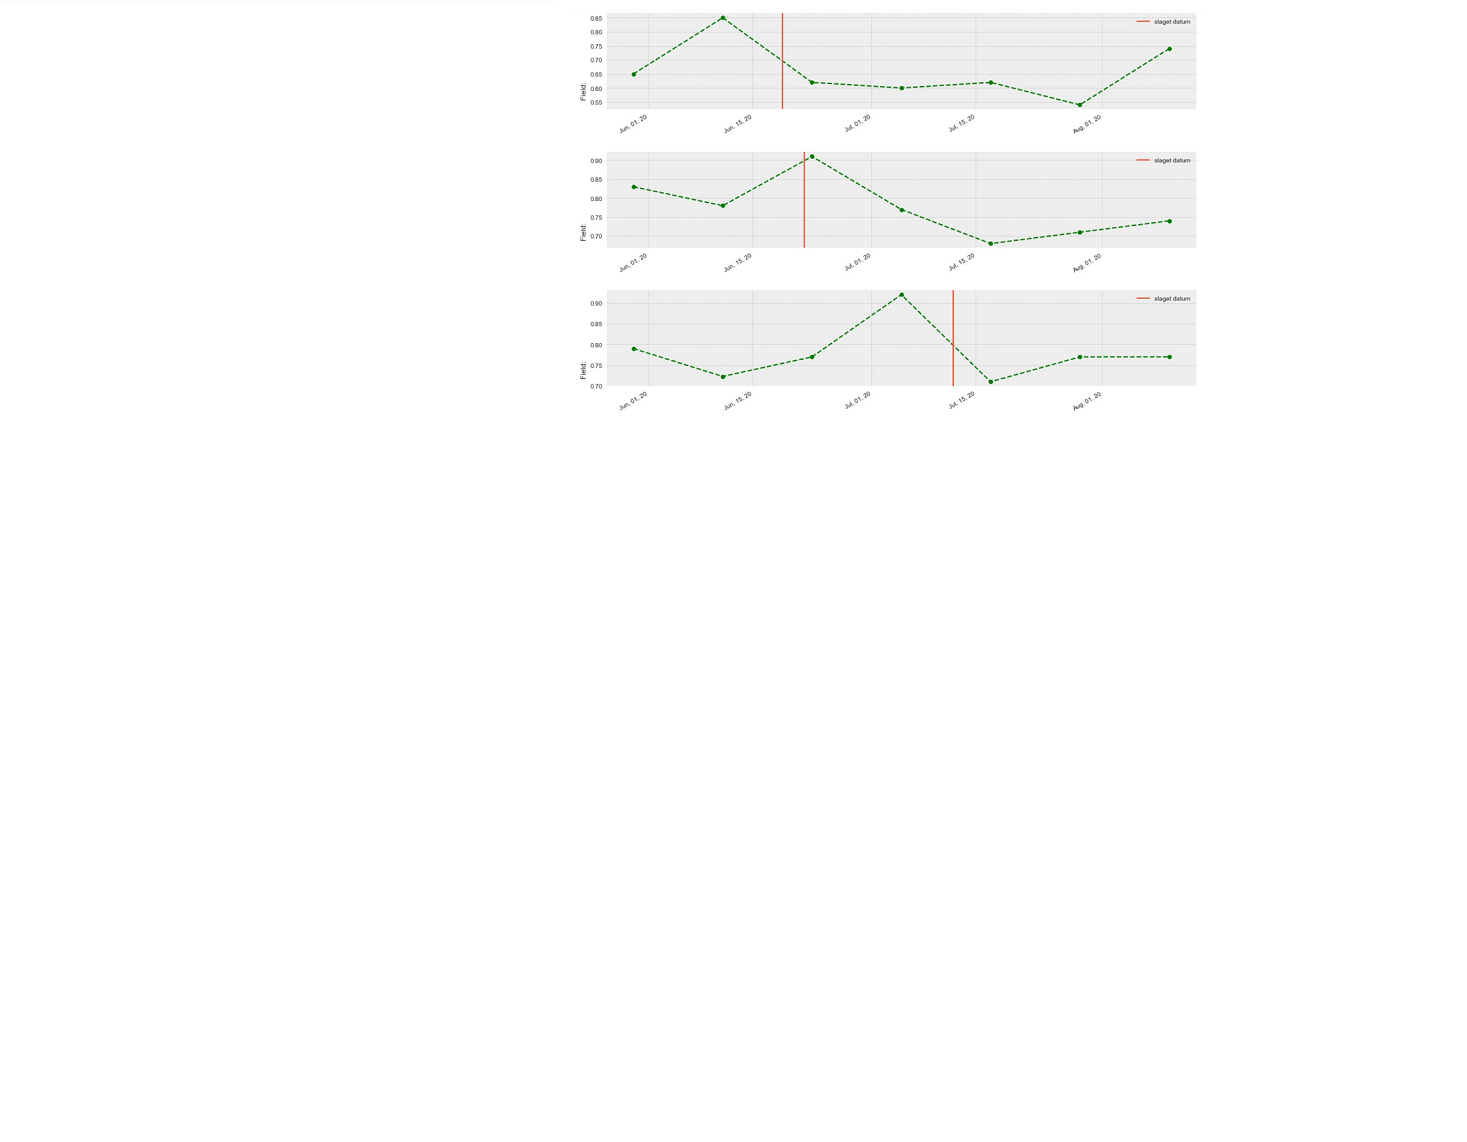 0.85
slaget datum
0.80
0.75
0.70
0.65
0.60
0.55
Field:
Jun, 01, 20
Jun, 15, 20
Jul, 01, 20
Jul, 15, 20
Aug, 01, 20
0.90
slaget datum
0.85
0.80
0.75
0.70
Field:
Jun, 01, 20
Jun, 15, 20
Jul, 01, 20
Jul, 15, 20
Aug, 01, 20
0.90
slaget datum
0.85
0.80
0.75
0.70
Field:
Jun, 01, 20
Jun, 15, 20
Jul, 01, 20
Jul, 15, 20
Aug, 01, 20